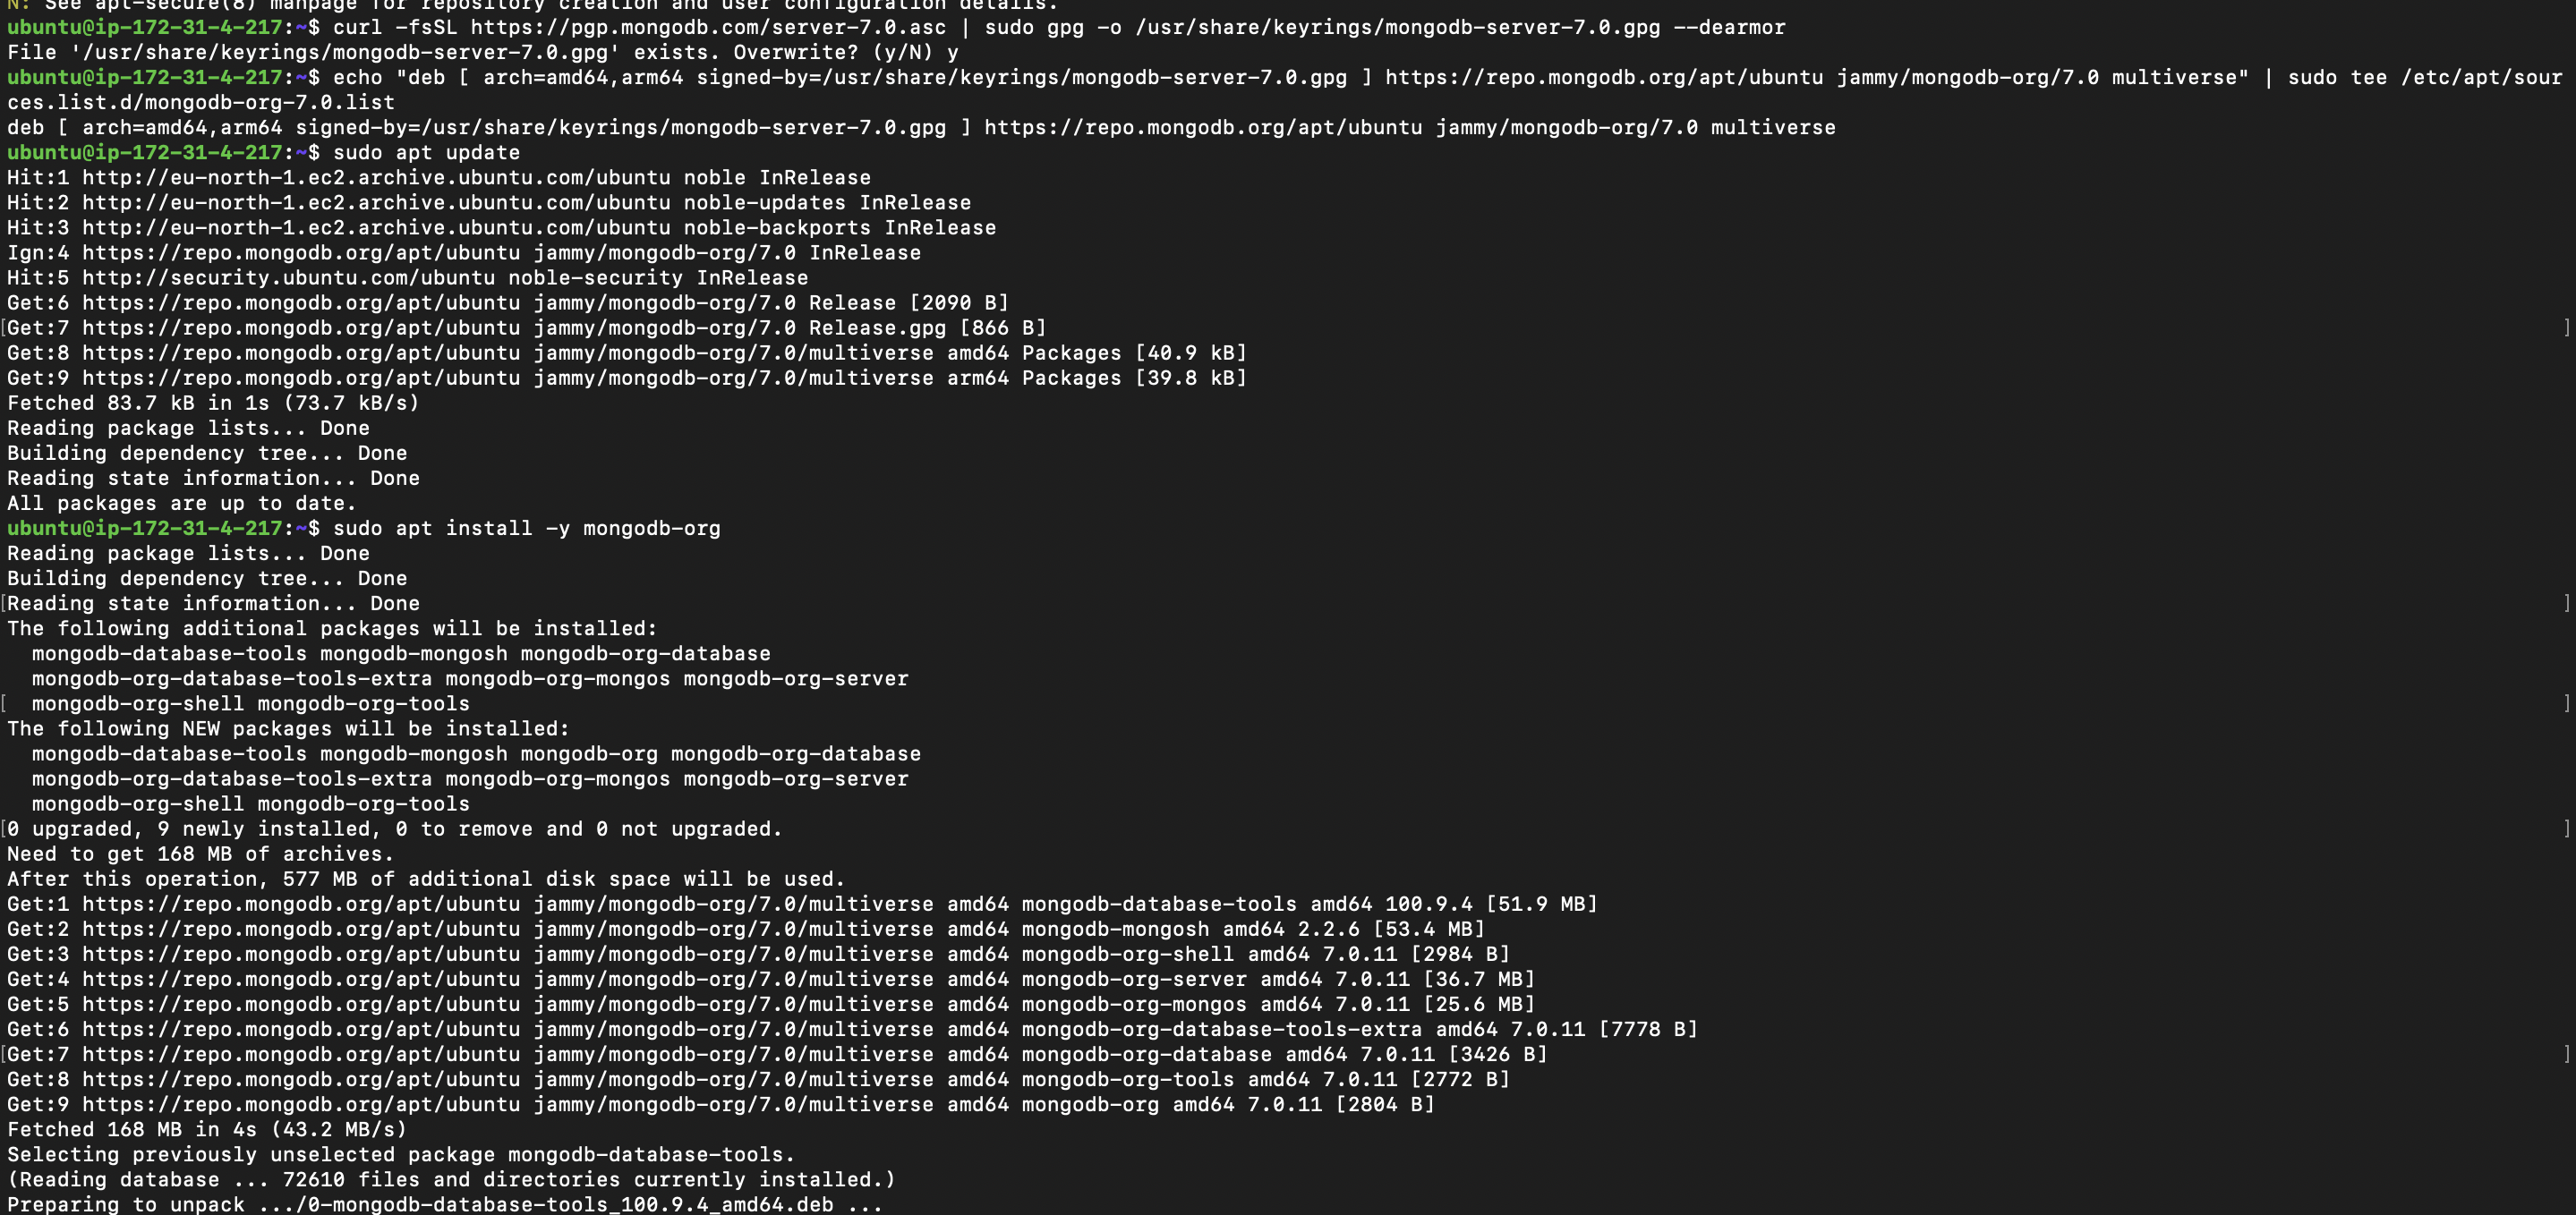 N: See apt-secure(8) manpage for repository creation and user configuration details.
ubuntu@ip-172-31-4-217:~$ curl -fsSL https://pgp.mongodb.com/server-7.0.asc | sudo gpg -o /usr/share/keyrings/mongodb-server-7.0.gpg --dearmor
File '/usr/share/keyrings/mongodb-server-7.0.gpg' exists. Overwrite? (y/N) y
ubuntu@ip-172-31-4-217:~$ echo "deb [ arch=amd64,arm64 signed-by=/usr/share/keyrings/mongodb-server-7.0.gpg ] https://repo.mongodb.org/apt/ubuntu jammy/mongodb-org/7.0 multiverse" | sudo tee /etc/apt/sour
ces.list.d/mongodb-org-7.0.list
deb [ arch=amd64,arm64 signed-by=/usr/share/keyrings/mongodb-server-7.0.gpg ] https://repo.mongodb.org/apt/ubuntu jammy/mongodb-org/7.0 multiverse
ubuntu@ip-172-31-4-217:~$ sudo apt update
Hit:1 http://eu-north-1.ec2.archive.ubuntu.com/ubuntu noble InRelease
Hit:2 http://eu-north-1.ec2.archive.ubuntu.com/ubuntu noble-updates InRelease
Hit:3 http://eu-north-1.ec2.archive.ubuntu.com/ubuntu noble-backports InRelease
Ign:4 https://repo.mongodb.org/apt/ubuntu jammy/mongodb-org/7.0 InRelease
Hit:5 http://security.ubuntu.com/ubuntu noble-security InRelease
Get:6 https://repo.mongodb.org/apt/ubuntu jammy/mongodb-org/7.0 Release [2090 B]
[Get:7 https://repo.mongodb.org/apt/ubuntu jammy/mongodb-org/7.0 Release.gpg [866 B] ]
Get:8 https://repo.mongodb.org/apt/ubuntu jammy/mongodb-org/7.0/multiverse amd64 Packages [40.9 kB]
Get:9 https://repo.mongodb.org/apt/ubuntu jammy/mongodb-org/7.0/multiverse arm64 Packages [39.8 kB]
Fetched 83.7 kB in 1s (73.7 kB/s)
Reading package lists... Done
Building dependency tree... Done
Reading state information... Done
All packages are up to date.
ubuntu@ip-172-31-4-217:~$ sudo apt install -y mongodb-org
Reading package lists... Done
Building dependency tree... Done
[Reading state information... Done ]
The following additional packages will be installed:
  mongodb-database-tools mongodb-mongosh mongodb-org-database
  mongodb-org-database-tools-extra mongodb-org-mongos mongodb-org-server
[ mongodb-org-shell mongodb-org-tools ]
The following NEW packages will be installed:
  mongodb-database-tools mongodb-mongosh mongodb-org mongodb-org-database
  mongodb-org-database-tools-extra mongodb-org-mongos mongodb-org-server
  mongodb-org-shell mongodb-org-tools
[0 upgraded, 9 newly installed, 0 to remove and 0 not upgraded. ]
Need to get 168 MB of archives.
After this operation, 577 MB of additional disk space will be used.
Get:1 https://repo.mongodb.org/apt/ubuntu jammy/mongodb-org/7.0/multiverse amd64 mongodb-database-tools amd64 100.9.4 [51.9 MB]
Get:2 https://repo.mongodb.org/apt/ubuntu jammy/mongodb-org/7.0/multiverse amd64 mongodb-mongosh amd64 2.2.6 [53.4 MB]
Get:3 https://repo.mongodb.org/apt/ubuntu jammy/mongodb-org/7.0/multiverse amd64 mongodb-org-shell amd64 7.0.11 [2984 B]
Get:4 https://repo.mongodb.org/apt/ubuntu jammy/mongodb-org/7.0/multiverse amd64 mongodb-org-server amd64 7.0.11 [36.7 MB]
Get:5 https://repo.mongodb.org/apt/ubuntu jammy/mongodb-org/7.0/multiverse amd64 mongodb-org-mongos amd64 7.0.11 [25.6 MB]
Get:6 https://repo.mongodb.org/apt/ubuntu jammy/mongodb-org/7.0/multiverse amd64 mongodb-org-database-tools-extra amd64 7.0.11 [7778 B]
[Get:7 https://repo.mongodb.org/apt/ubuntu jammy/mongodb-org/7.0/multiverse amd64 mongodb-org-database amd64 7.0.11 [3426 B] ]
Get:8 https://repo.mongodb.org/apt/ubuntu jammy/mongodb-org/7.0/multiverse amd64 mongodb-org-tools amd64 7.0.11 [2772 B]
Get:9 https://repo.mongodb.org/apt/ubuntu jammy/mongodb-org/7.0/multiverse amd64 mongodb-org amd64 7.0.11 [2804 B]
Fetched 168 MB in 4s (43.2 MB/s)
Selecting previously unselected package mongodb-database-tools.
(Reading database ... 72610 files and directories currently installed.)
Preparing to unpack .../0-mongodb-database-tools_100.9.4_amd64.deb ...